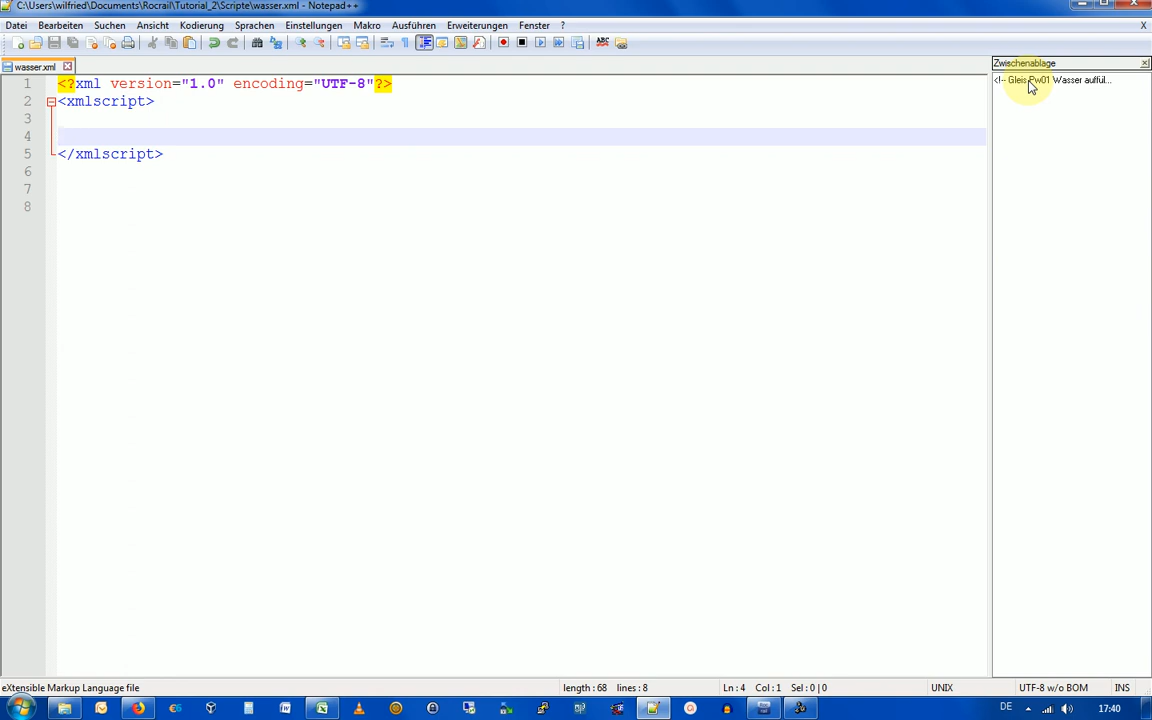 C:\Users\wilfried\Documents\Rocrail\Tutorial_2\Scripte\wasser.xml - Notepad++
Datei Bearbeiten Suchen Ansicht Kodierung Sprachen Einstellungen Makro Ausführen Erweiterungen Fenster ? X
wasser.xml
Zwischenablage
<!-- Gleis Pw01 Wasser auffül...
1 <?xml version="1.0" encoding="UTF-8"?>
2 <xmlscript>
3
4
5 </xmlscript>
6
7
8
eXtensible Markup Language file length : 68 lines : 8 Ln : 4 Col : 1 Sel : 0 | 0 UNIX UTF-8 w/o BOM INS
DE 17:40